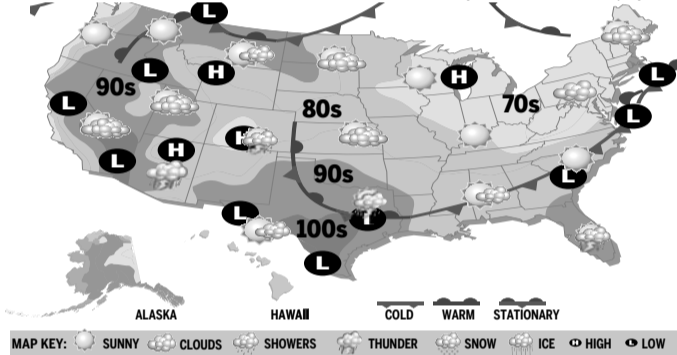 L
L
90s
L
H
H
L
80s
70s
L
L
H
H
L
90s
L
L
100s
L
ALASKA
HAWAII
COLD
WARM
STATIONARY
MAP KEY: SUNNY CLOUDS SHOWERS THUNDER SNOW ICE H HIGH L LOW